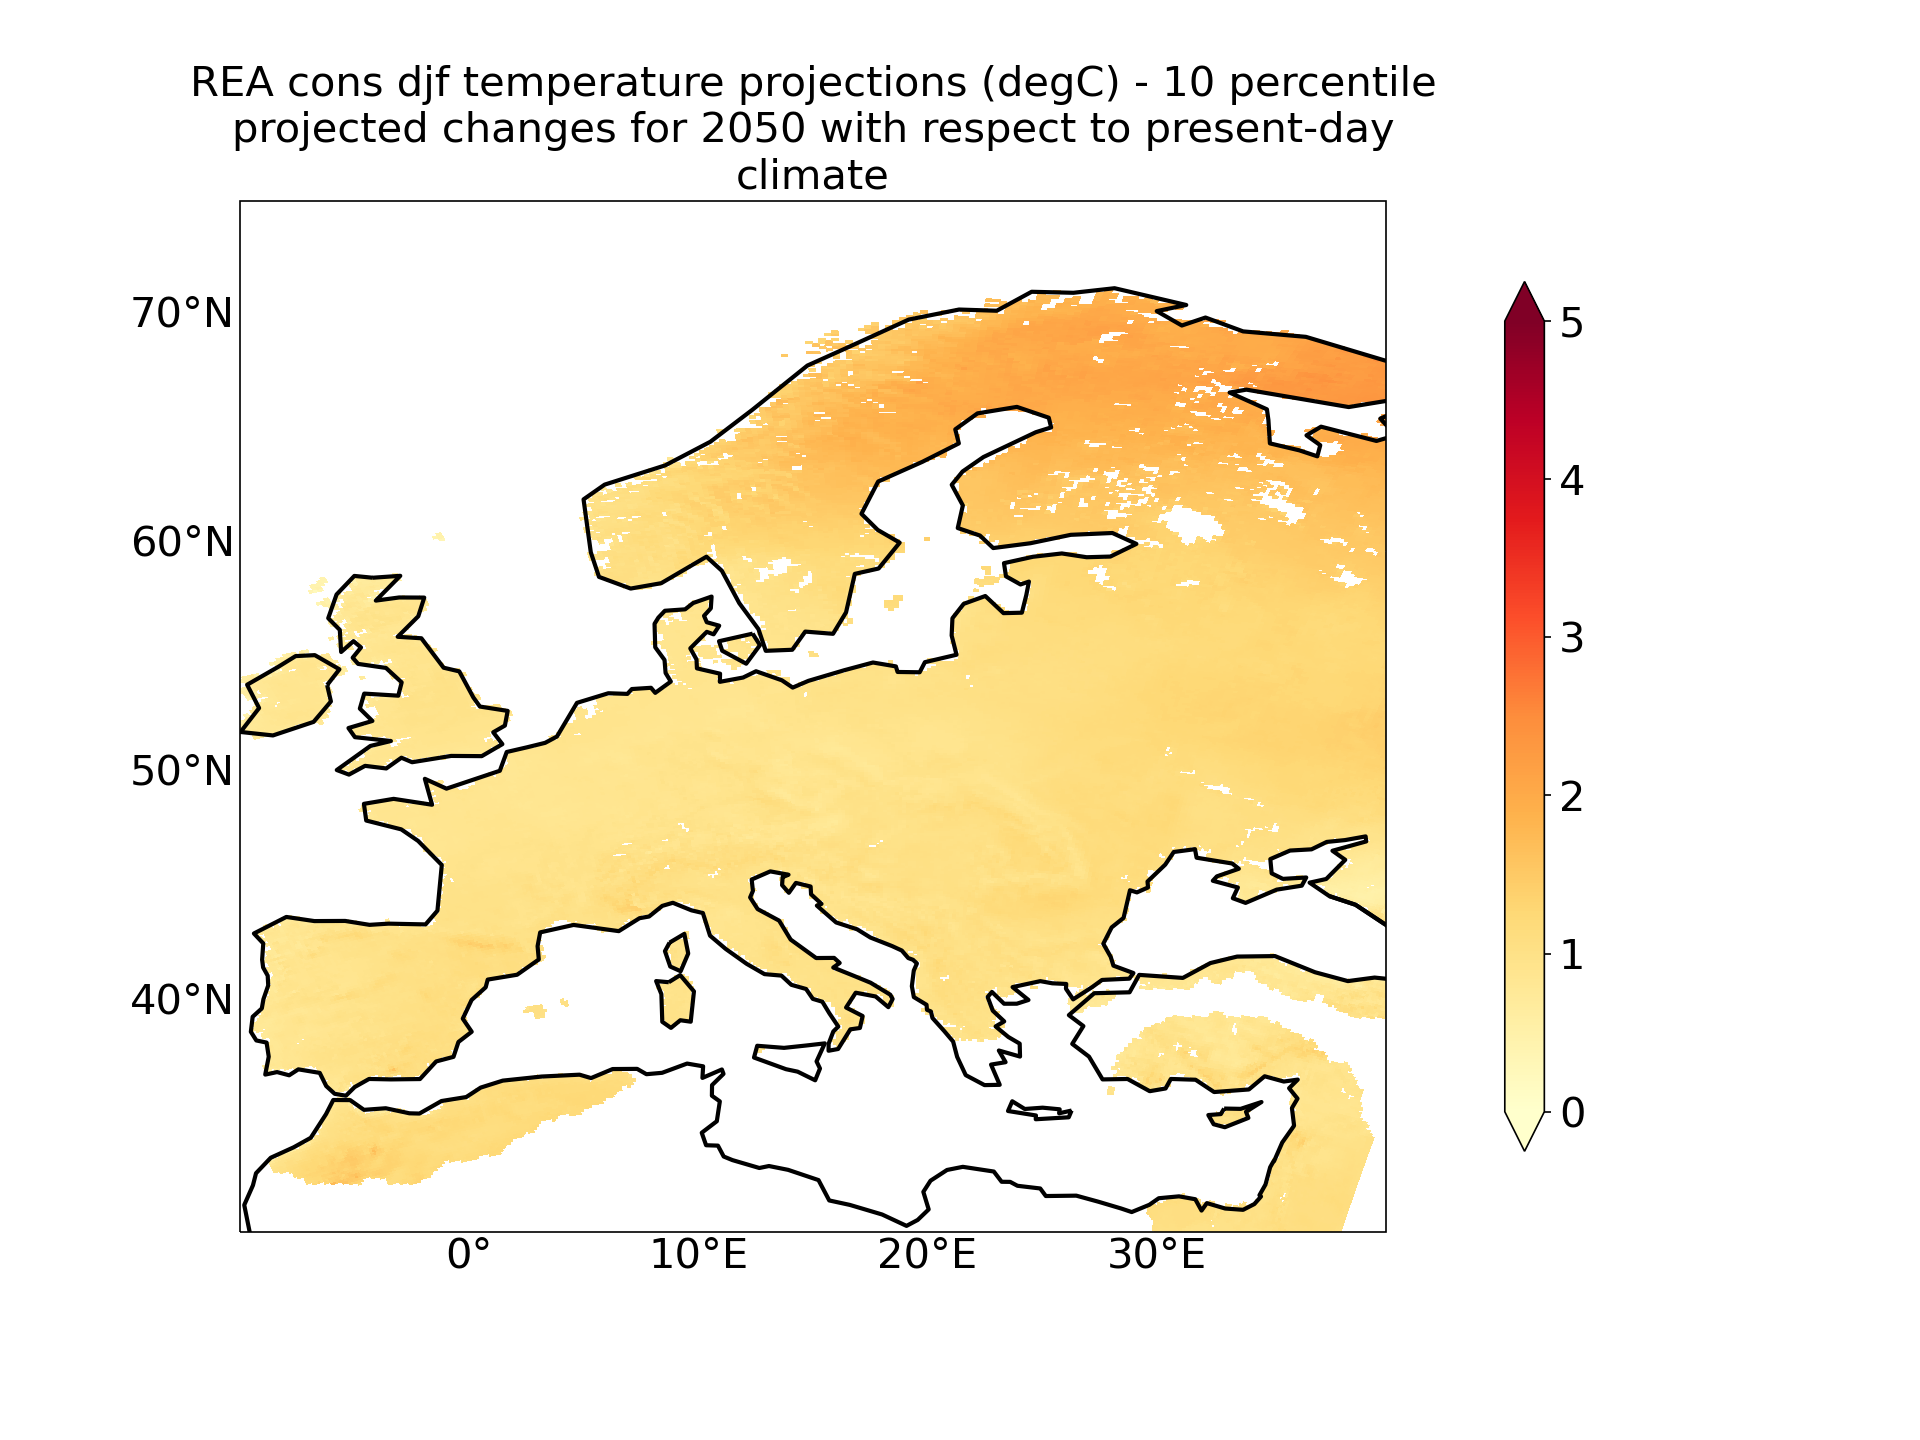 REA cons djf temperature projections (degC) - 10 percentile
projected changes for 2050 with respect to present-day
climate
70°N
60°N
50°N
40°N
0°
10°E
20°E
30°E
5
4
3
2
1
0